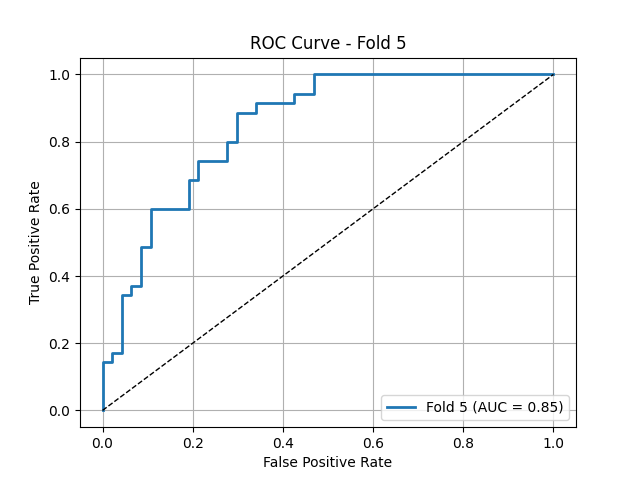 ROC Curve - Fold 5
True Positive Rate
1.0
0.8
0.6
0.4
0.2
0.0
Fold 5 (AUC = 0.85)
0.0 0.2 0.4 0.6 0.8 1.0
False Positive Rate